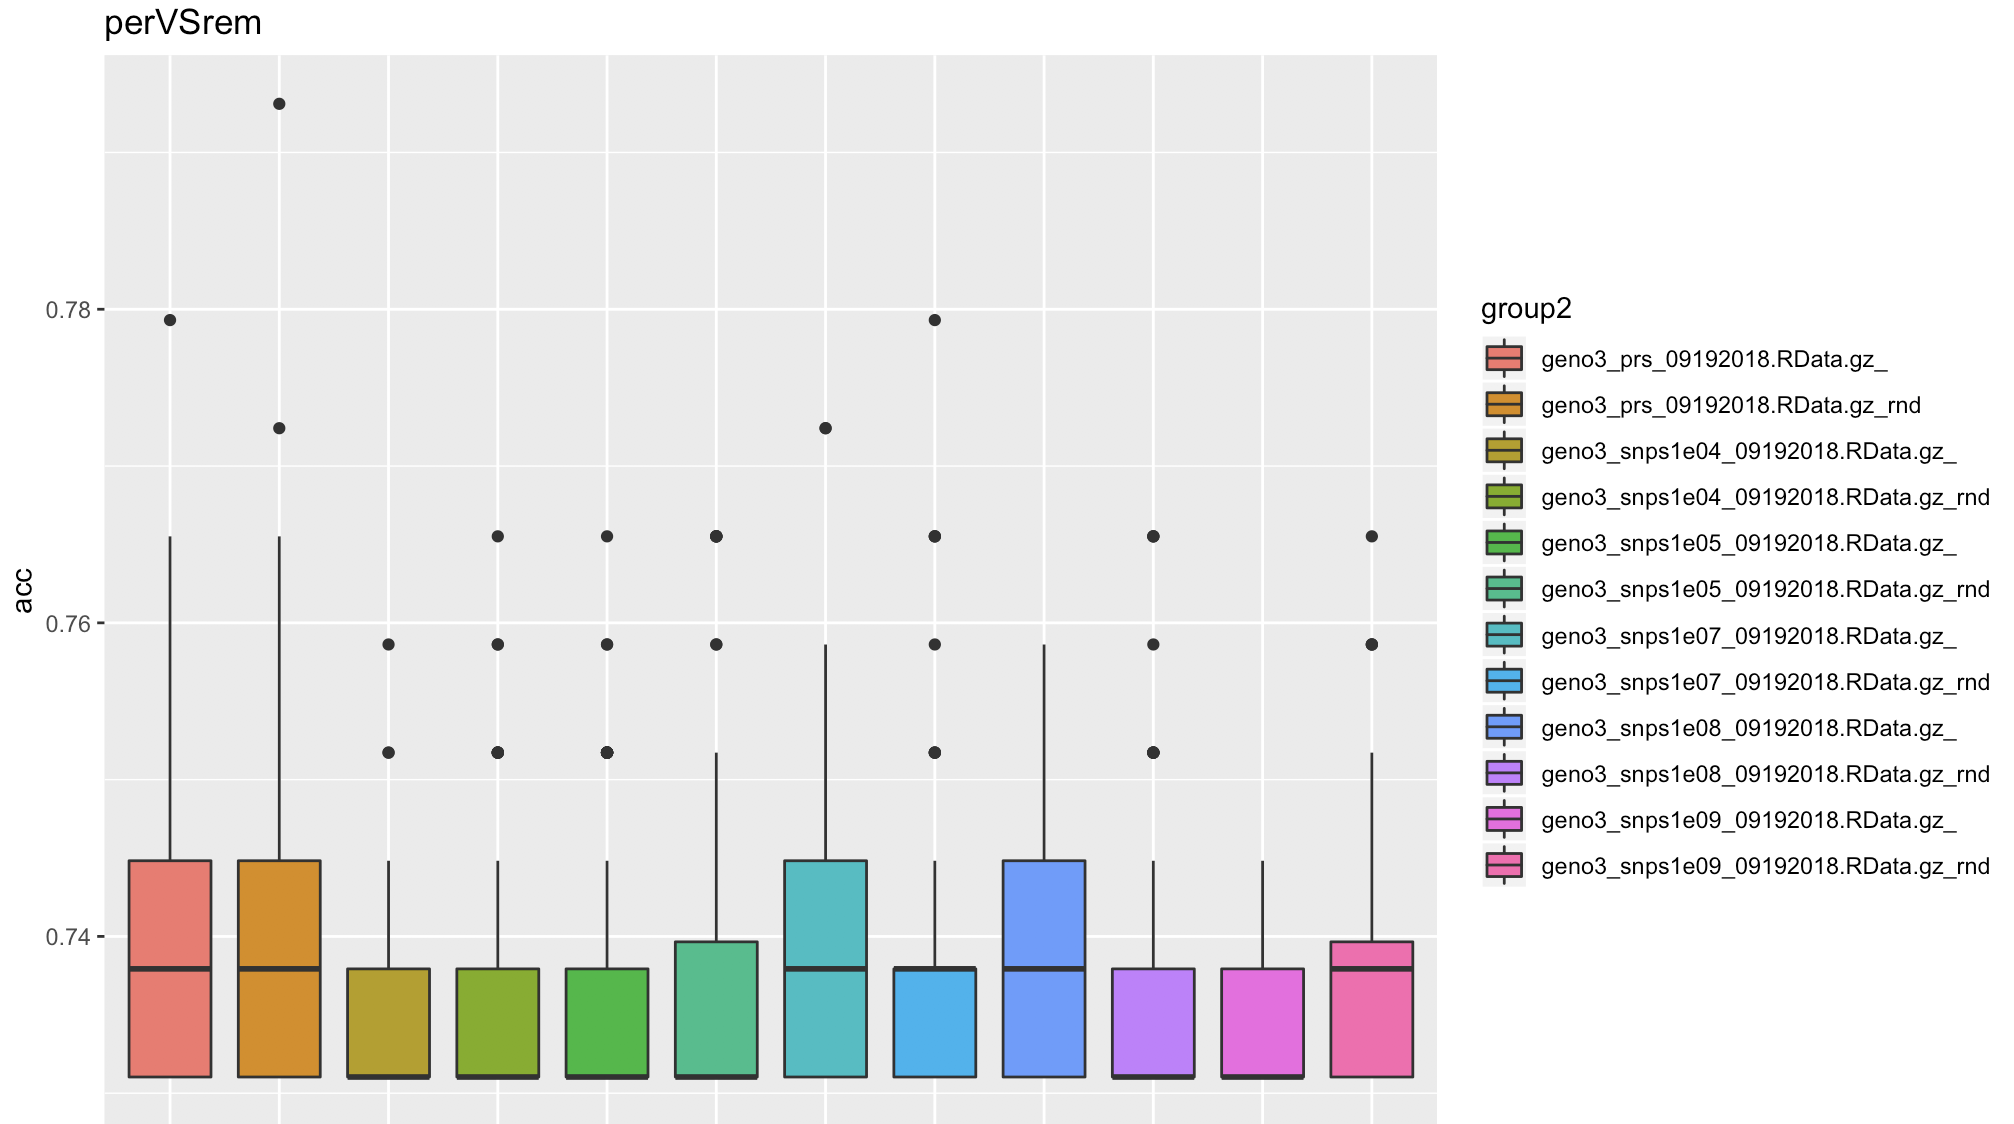 perVSrem
0.78
0.76
0.74
acc
group2
geno3_prs_09192018.RData.gz_
geno3_prs_09192018.RData.gz_rnd
geno3_snps1e04_09192018.RData.gz_
geno3_snps1e04_09192018.RData.gz_rnd
geno3_snps1e05_09192018.RData.gz_
geno3_snps1e05_09192018.RData.gz_rnd
geno3_snps1e07_09192018.RData.gz_
geno3_snps1e07_09192018.RData.gz_rnd
geno3_snps1e08_09192018.RData.gz_
geno3_snps1e08_09192018.RData.gz_rnd
geno3_snps1e09_09192018.RData.gz_
geno3_snps1e09_09192018.RData.gz_rnd